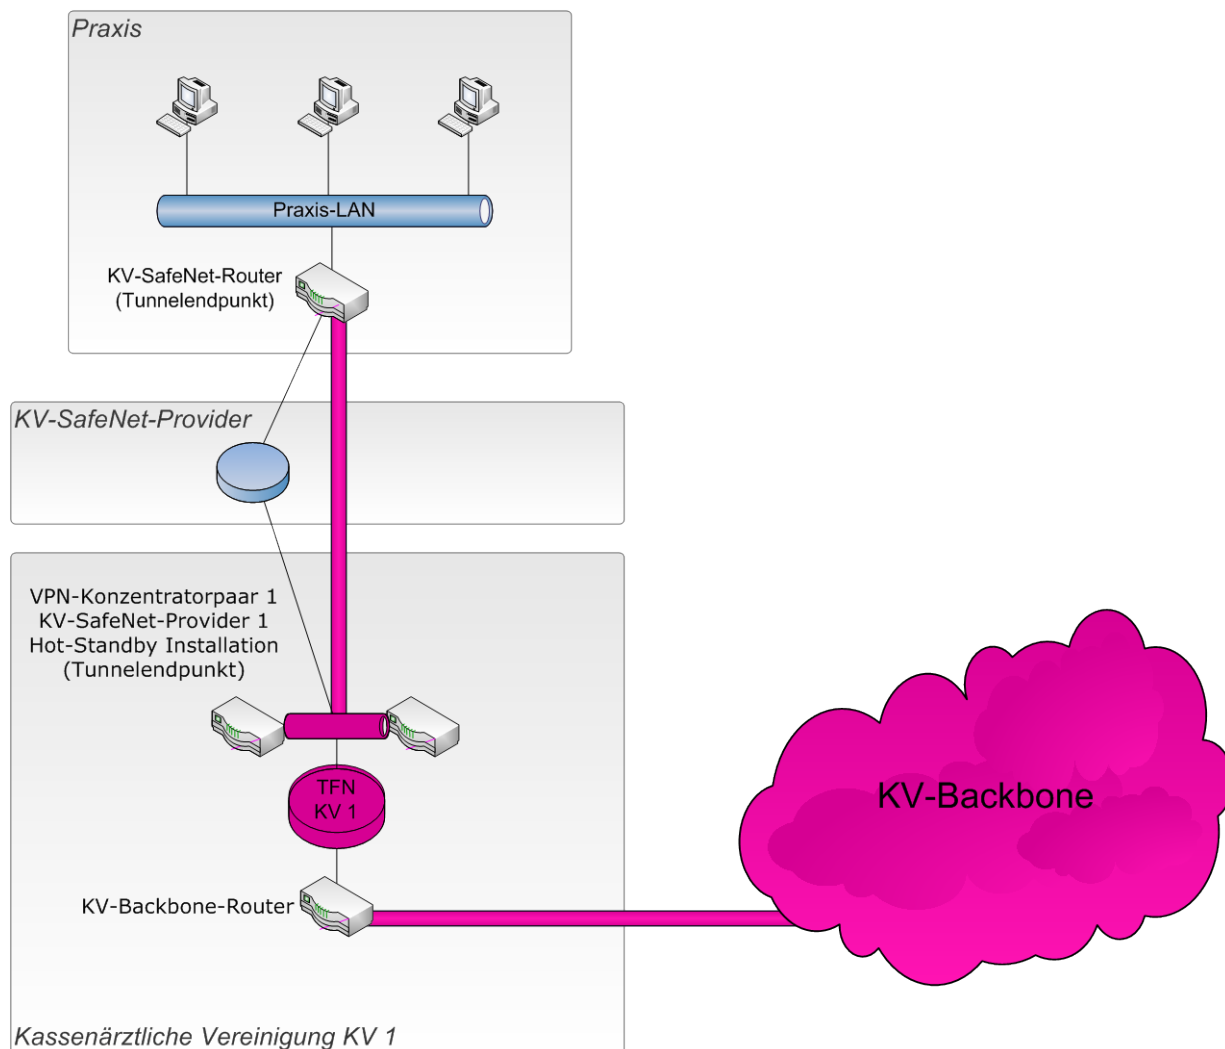 Praxis
Praxis-LAN
KV-SafeNet-Router
(Tunnelendpunkt)
KV-SafeNet-Provider
VPN-Konzentratorpaar 1
KV-SafeNet-Provider 1
Hot-Standby Installation
(Tunnelendpunkt)
TFN
KV 1
KV-Backbone
KV-Backbone-Router
Kassenärztliche Vereinigung KV 1